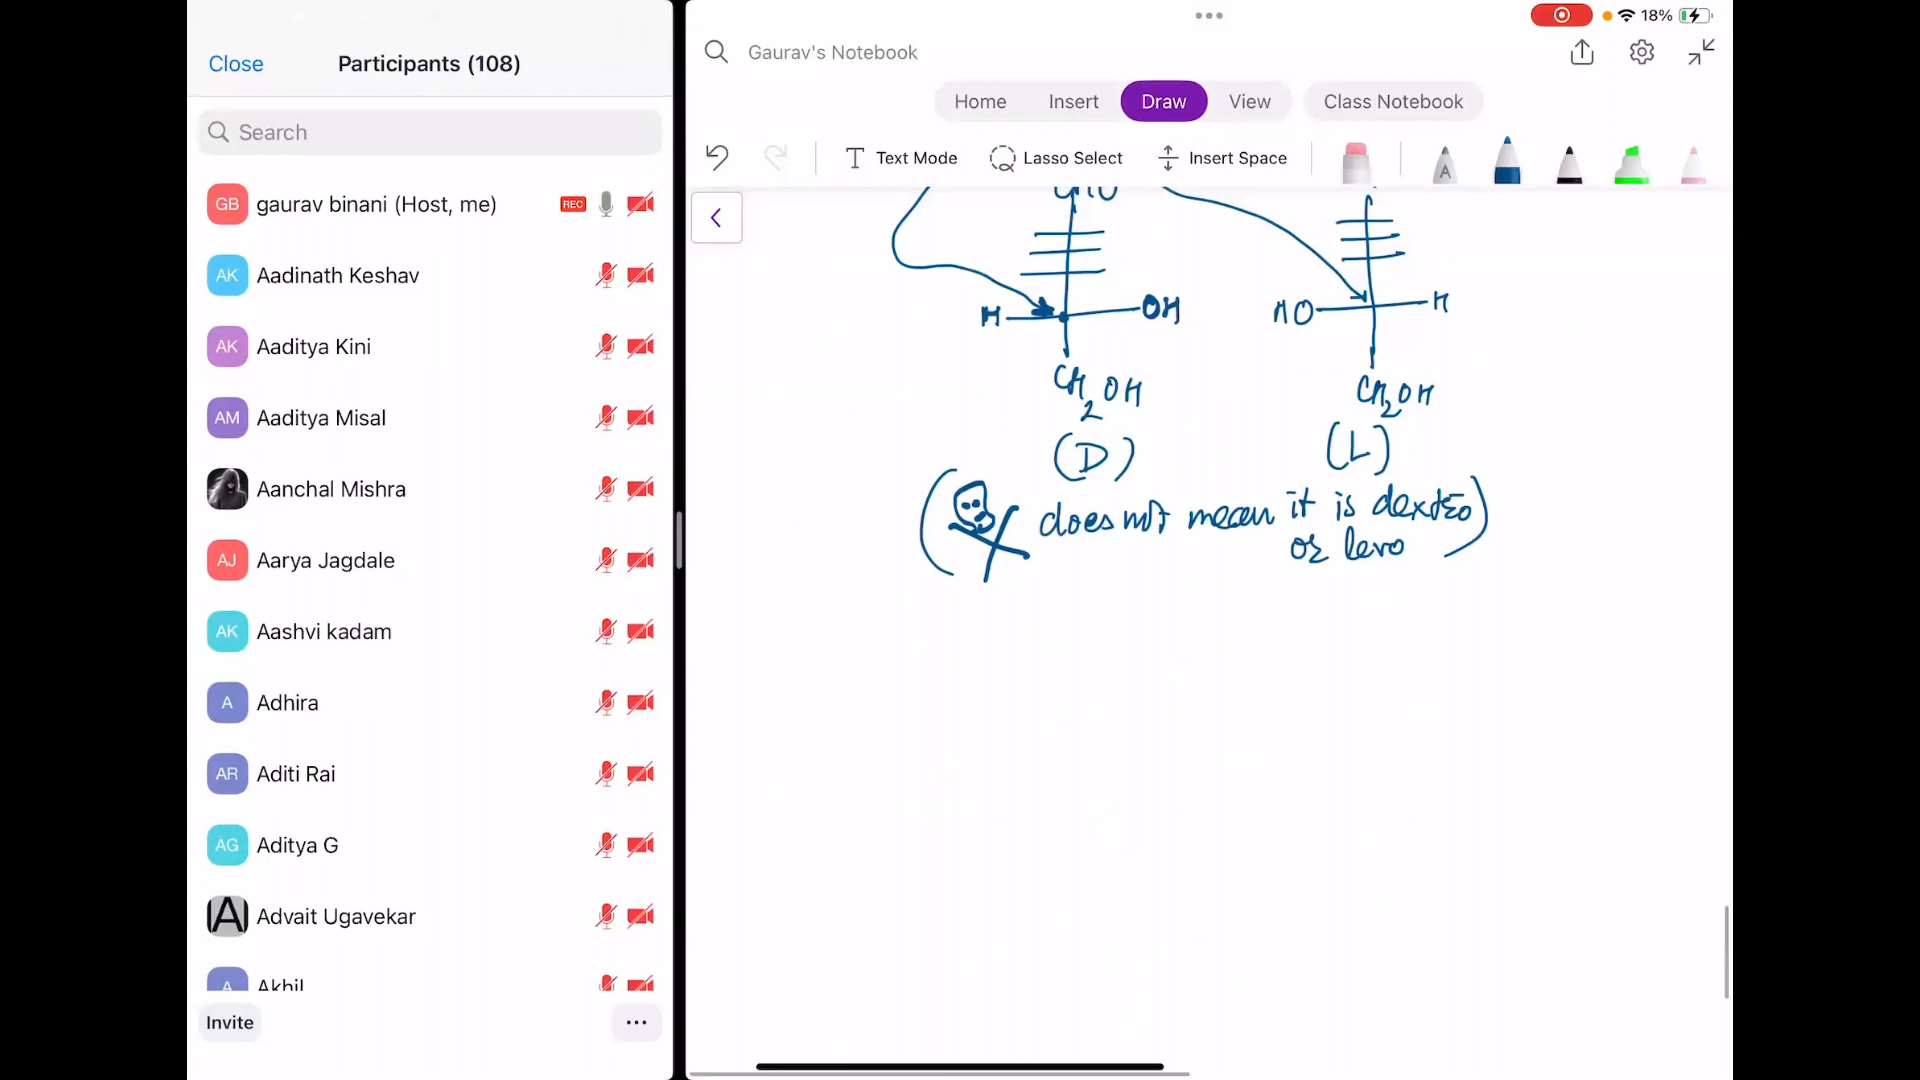 18%
Close
Participants (108)
Search
GB gaurav binani (Host, me) REC
AK Aadinath Keshav
AK Aaditya Kini
AM Aaditya Misal
Aanchal Mishra
AJ Aarya Jagdale
AK Aashvi kadam
A Adhira
AR Aditi Rai
AG Aditya G
A Advait Ugavekar
A Akhil
Invite
Gaurav's Notebook
Home Insert Draw View Class Notebook
T Text Mode Lasso Select Insert Space A
CHO
H OH
HO H
CH2OH
CH2OH
(D)
(L)
( does not mean it is dextro
or levo )